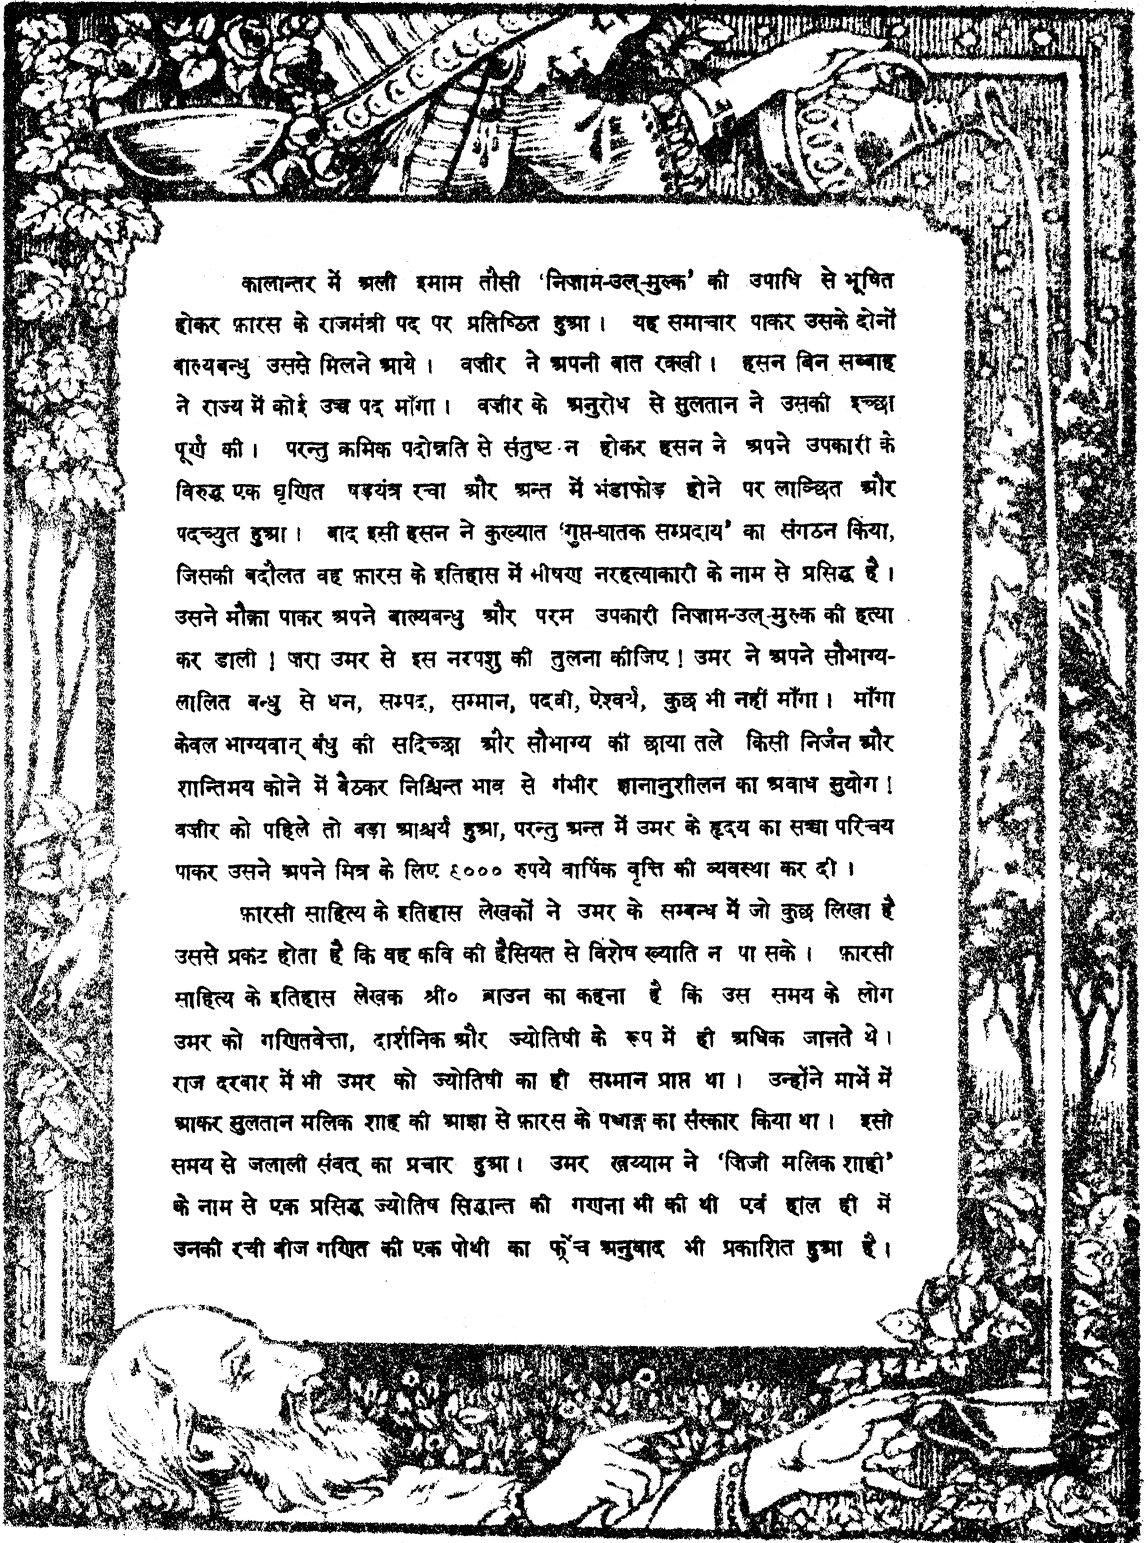 कालान्तर में अली इमाम तौसी ‘निज़ाम-उल्-मुल्क’ की उपाधि से भूषित
होकर फ़ारस के राजमंत्री पद पर प्रतिष्ठित हुआ। यह समाचार पाकर उसके दोनों
बाल्यबन्धु उससे मिलने आये। वज़ीर ने अपनी बात रक्खी। हसन बिन सब्बाह
ने राज्य में कोई उच्च पद माँगा। वज़ीर के अनुरोध से सुलतान ने उसकी इच्छा
पूर्ण की। परन्तु क्रमिक पदोन्नति से संतुष्ट न होकर हसन ने अपने उपकारी के
विरुद्ध एक घृणित षड़यंत्र रचा और अन्त में भंडाफोड़ होने पर लाञ्छित और
पदच्युत हुआ। बाद इसी हसन ने कुख्यात ‘गुप्त-घातक सम्प्रदाय’ का संगठन किया,
जिसकी बदौलत वह फ़ारस के इतिहास में भीषण नरहत्याकारी के नाम से प्रसिद्ध है।
उसने मौक़ा पाकर अपने बाल्यबन्धु और परम उपकारी निज़ाम-उल्-मुल्क की हत्या
कर डाली! ज़रा उमर से इस नरपशु की तुलना कीजिए! उमर ने अपने सौभाग्य-
लालित बन्धु से धन, सम्पद, सम्मान, पदवी, ऐश्वर्य, कुछ भी नहीं माँगा। माँगा
केवल भाग्यवान् बंधु की सदिच्छा और सौभाग्य की छाया तले किसी निर्जन और
शान्तिमय कोने में बैठकर निश्चिन्त भाव से गंभीर ज्ञानानुशीलन का अबाध सुयोग!
वज़ीर को पहिले तो बड़ा आश्चर्य हुआ, परन्तु अन्त में उमर के हृदय का सच्चा परिचय
पाकर उसने अपने मित्र के लिए ९००० रुपये वार्षिक वृत्ति की व्यवस्था कर दी।
फ़ारसी साहित्य के इतिहास लेखकों ने उमर के सम्बन्ध में जो कुछ लिखा है
उससे प्रकट होता है कि वह कवि की हैसियत से विशेष ख्याति न पा सके। फ़ारसी
साहित्य के इतिहास लेखक श्री० ब्राउन का कहना है कि उस समय के लोग
उमर को गणितवेत्ता, दार्शनिक और ज्योतिषी के रूप में ही अधिक जानते थे।
राज दरबार में भी उमर को ज्योतिषी का ही सम्मान प्राप्त था। उन्होंने मार्भे में
आकर सुलतान मलिक शाह की आज्ञा से फ़ारस के पञ्चाङ्ग का संस्कार किया था। इसी
समय से जलाली संवत् का प्रचार हुआ। उमर ख़य्याम ने ‘ज़िजी मलिक शाही’
के नाम से एक प्रसिद्ध ज्योतिष सिद्धान्त की गणना भी की थी एवं हाल ही में
उनकी रची बीज गणित की एक पोथी का फ्रेंच अनुवाद भी प्रकाशित हुआ है।